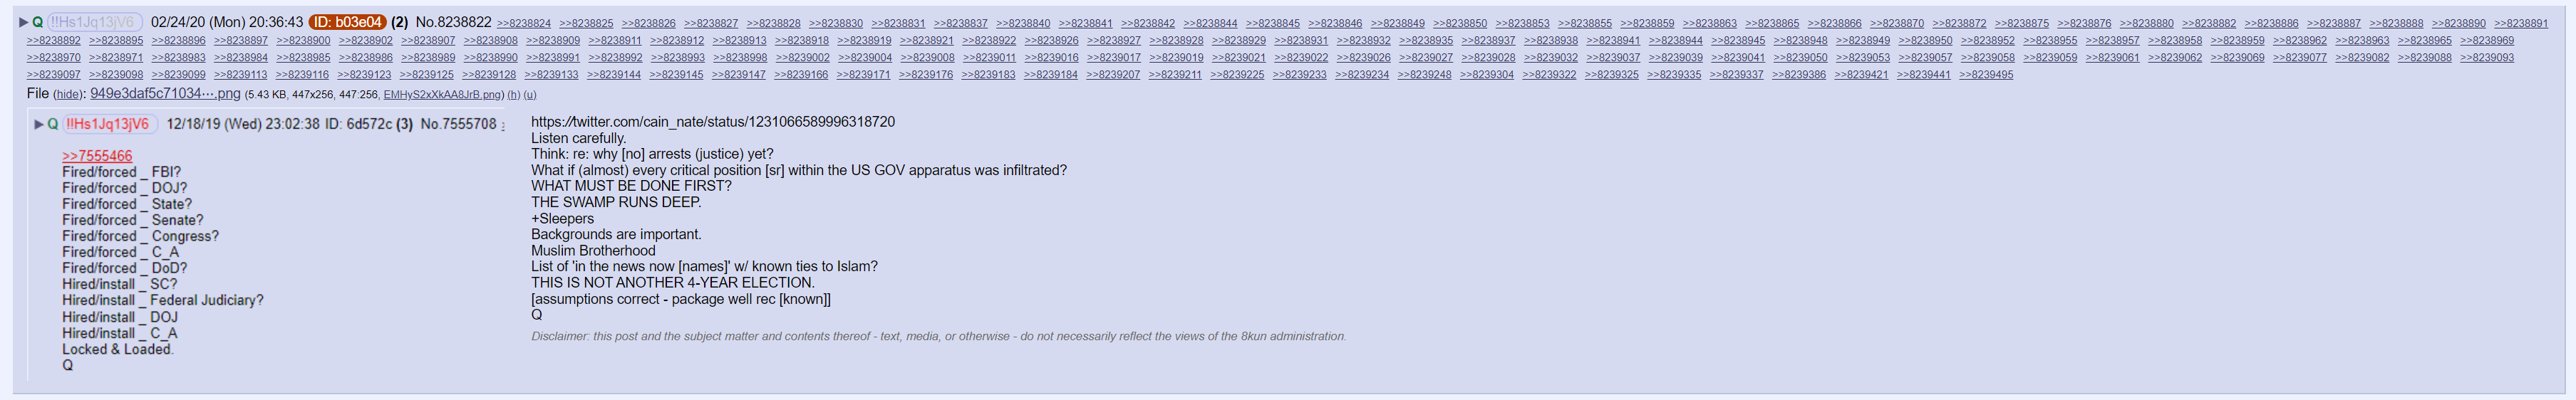 ▶ Q !!Hs1Jq13jV6 02/24/20 (Mon) 20:36:43 ID: b03e04 (2) No.8238822 >>8238824 >>8238825 >>8238826 >>8238827 >>8238828 >>8238830 >>8238831 >>8238837 >>8238840 >>8238841 >>8238842 >>8238844 >>8238845 >>8238846 >>8238849 >>8238850 >>8238853 >>8238855 >>8238859 >>8238863 >>8238865 >>8238866 >>8238870 >>8238872 >>8238875 >>8238876 >>8238880 >>8238882 >>8238886 >>8238887 >>8238888 >>8238890 >>8238891
>>8238892 >>8238895 >>8238896 >>8238897 >>8238900 >>8238902 >>8238907 >>8238908 >>8238909 >>8238911 >>8238912 >>8238913 >>8238918 >>8238919 >>8238921 >>8238922 >>8238926 >>8238927 >>8238928 >>8238929 >>8238931 >>8238932 >>8238935 >>8238937 >>8238938 >>8238941 >>8238944 >>8238945 >>8238948 >>8238949 >>8238950 >>8238952 >>8238955 >>8238957 >>8238958 >>8238959 >>8238962 >>8238963 >>8238965 >>8238969
>>8238970 >>8238971 >>8238983 >>8238984 >>8238985 >>8238986 >>8238989 >>8238990 >>8238991 >>8238992 >>8238993 >>8238998 >>8239002 >>8239004 >>8239008 >>8239011 >>8239016 >>8239017 >>8239019 >>8239021 >>8239022 >>8239026 >>8239027 >>8239028 >>8239032 >>8239037 >>8239039 >>8239041 >>8239050 >>8239053 >>8239057 >>8239058 >>8239059 >>8239061 >>8239062 >>8239069 >>8239077 >>8239082 >>8239088 >>8239093
>>8239097 >>8239098 >>8239099 >>8239113 >>8239116 >>8239123 >>8239125 >>8239128 >>8239133 >>8239144 >>8239145 >>8239147 >>8239166 >>8239171 >>8239176 >>8239183 >>8239184 >>8239207 >>8239211 >>8239225 >>8239233 >>8239234 >>8239248 >>8239304 >>8239322 >>8239325 >>8239335 >>8239337 >>8239386 >>8239421 >>8239441 >>8239495
File (hide): 949e3daf5c71034⋯.png (5.43 KB, 447x256, 447:256, EMHyS2xXkAA8JrB.png) (h) (u)
▶ Q !!Hs1Jq13jV6 12/18/19 (Wed) 23:02:38 ID: 6d572c (3) No.7555708
>>7555466
Fired/forced _ FBI?
Fired/forced _ DOJ?
Fired/forced _ State?
Fired/forced _ Senate?
Fired/forced _ Congress?
Fired/forced _ C_A
Fired/forced _ DoD?
Hired/install _ SC?
Hired/install _ Federal Judiciary?
Hired/install _ DOJ
Hired/install _ C_A
Locked & Loaded.
Q
https://twitter.com/cain_nate/status/1231066589996318720
Listen carefully.
Think: re: why [no] arrests (justice) yet?
What if (almost) every critical position [sr] within the US GOV apparatus was infiltrated?
WHAT MUST BE DONE FIRST?
THE SWAMP RUNS DEEP.
+Sleepers
Backgrounds are important.
Muslim Brotherhood
List of 'in the news now [names]' w/ known ties to Islam?
THIS IS NOT ANOTHER 4-YEAR ELECTION.
[assumptions correct - package well rec [known]]
Q
Disclaimer: this post and the subject matter and contents thereof - text, media, or otherwise - do not necessarily reflect the views of the 8kun administration.